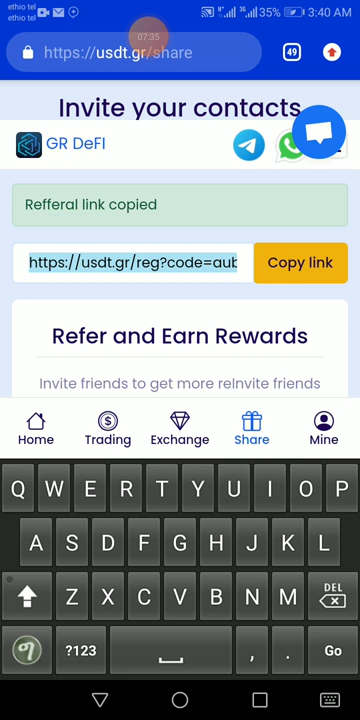 ethio tel
ethio tel
35%
3:40 AM
07:35
https://usdt.gr/share
49
Invite your contacts
GR DeFi
Refferal link copied
https://usdt.gr/reg?code=aub
Copy link
Refer and Earn Rewards
Invite friends to get more reInvite friends
Home
Trading
Exchange
Share
Mine
Q W E R T Y U I O P
A S D F G H J K L
Z X C V B N M DEL
?123 , . Go